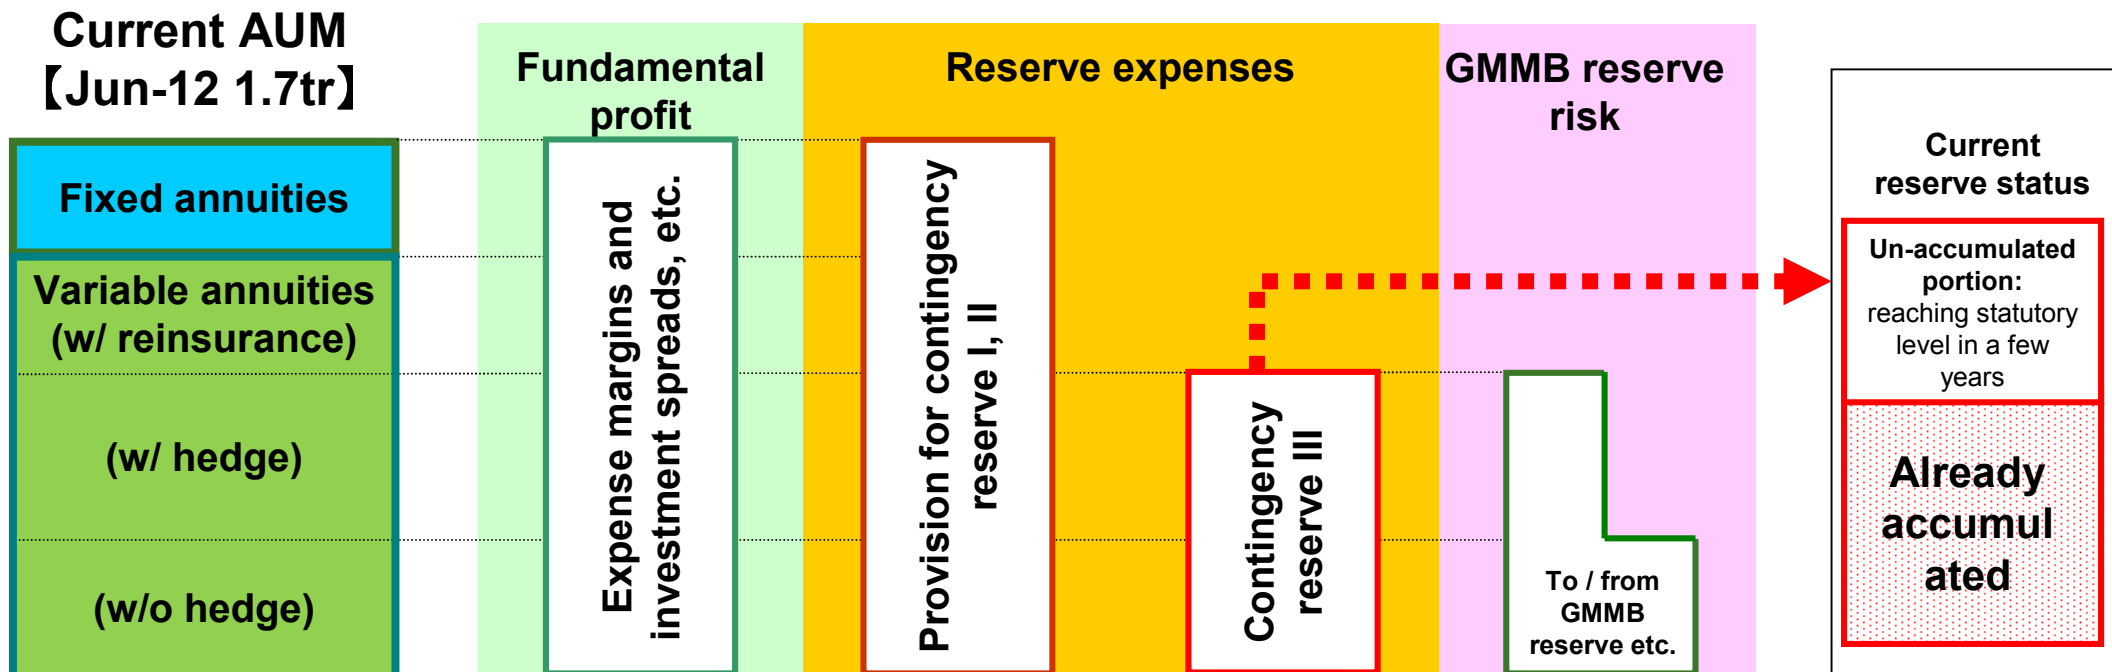 Current AUM
【Jun-12 1.7tr】
Fixed annuities
Variable annuities
(w/ reinsurance)
(w/ hedge)
(w/o hedge)
Fundamental
profit
Expense margins and
investment spreads, etc.
Reserve expenses
Provision for contingency
reserve I, II
Contingency
reserve III
GMMB reserve
risk
To / from
GMMB
reserve etc.
Current
reserve status
Un-accumulated
portion:
reaching statutory
level in a few
years
Already
accumul
ated